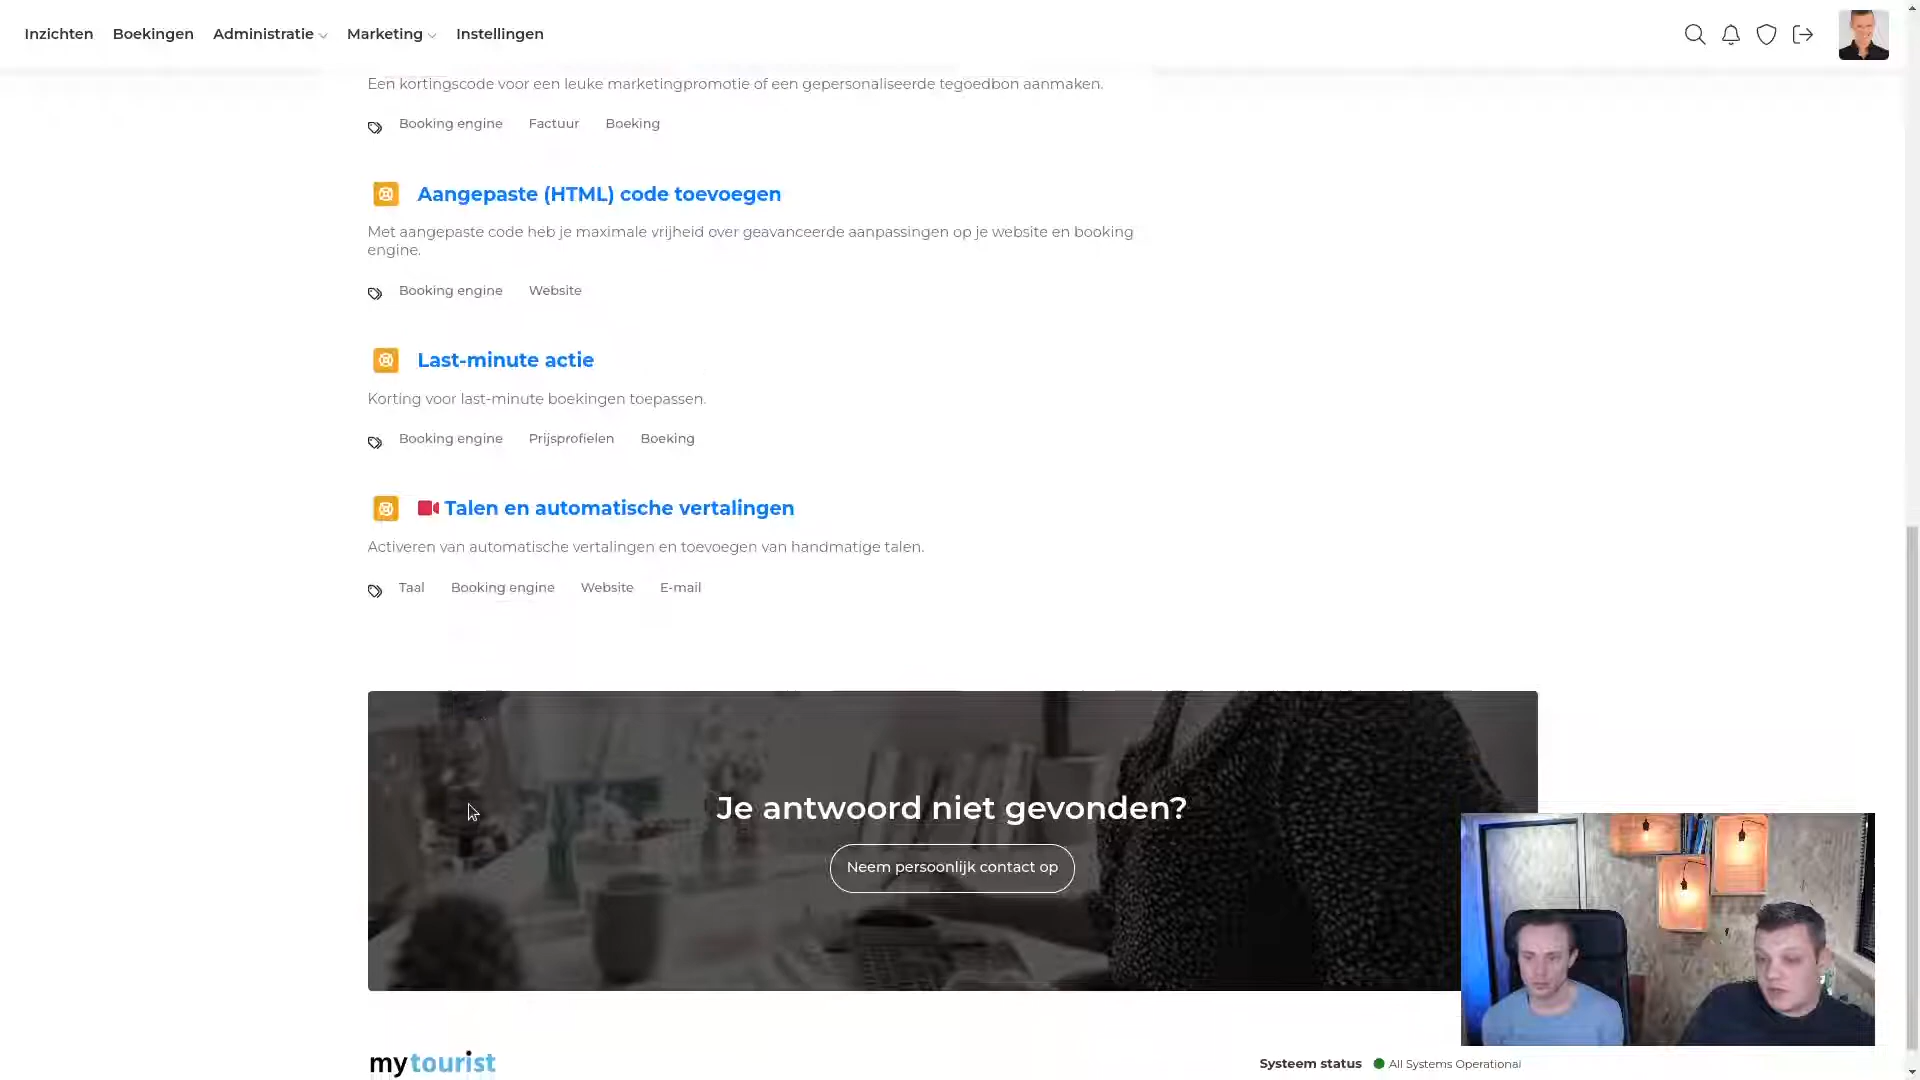 Inzichten Boekingen Administratie Marketing Instellingen
Een kortingscode voor een leuke marketingpromotie of een gepersonaliseerde tegoedbon aanmaken.
Booking engine Factuur Boeking
Aangepaste (HTML) code toevoegen
Met aangepaste code heb je maximale vrijheid over geavanceerde aanpassingen op je website en booking
engine.
Booking engine Website
Last-minute actie
Korting voor last-minute boekingen toepassen.
Booking engine Prijsprofielen Boeking
Talen en automatische vertalingen
Activeren van automatische vertalingen en toevoegen van handmatige talen.
Taal Booking engine Website E-mail
Je antwoord niet gevonden?
Neem persoonlijk contact op
mytourist
Systeem status All Systems Operational